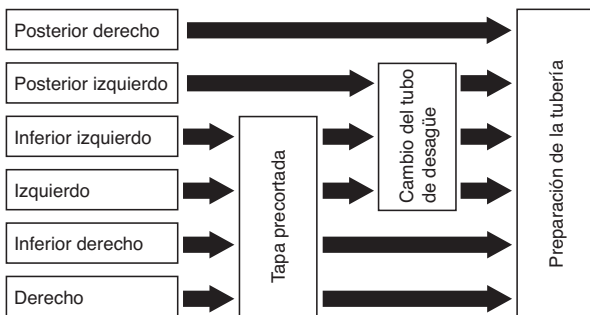 Posterior derecho
Posterior izquierdo
Inferior izquierdo
Izquierdo
Inferior derecho
Derecho
Tapa precortada
Cambio del tubo
de desagüe
Preparación de la tubería